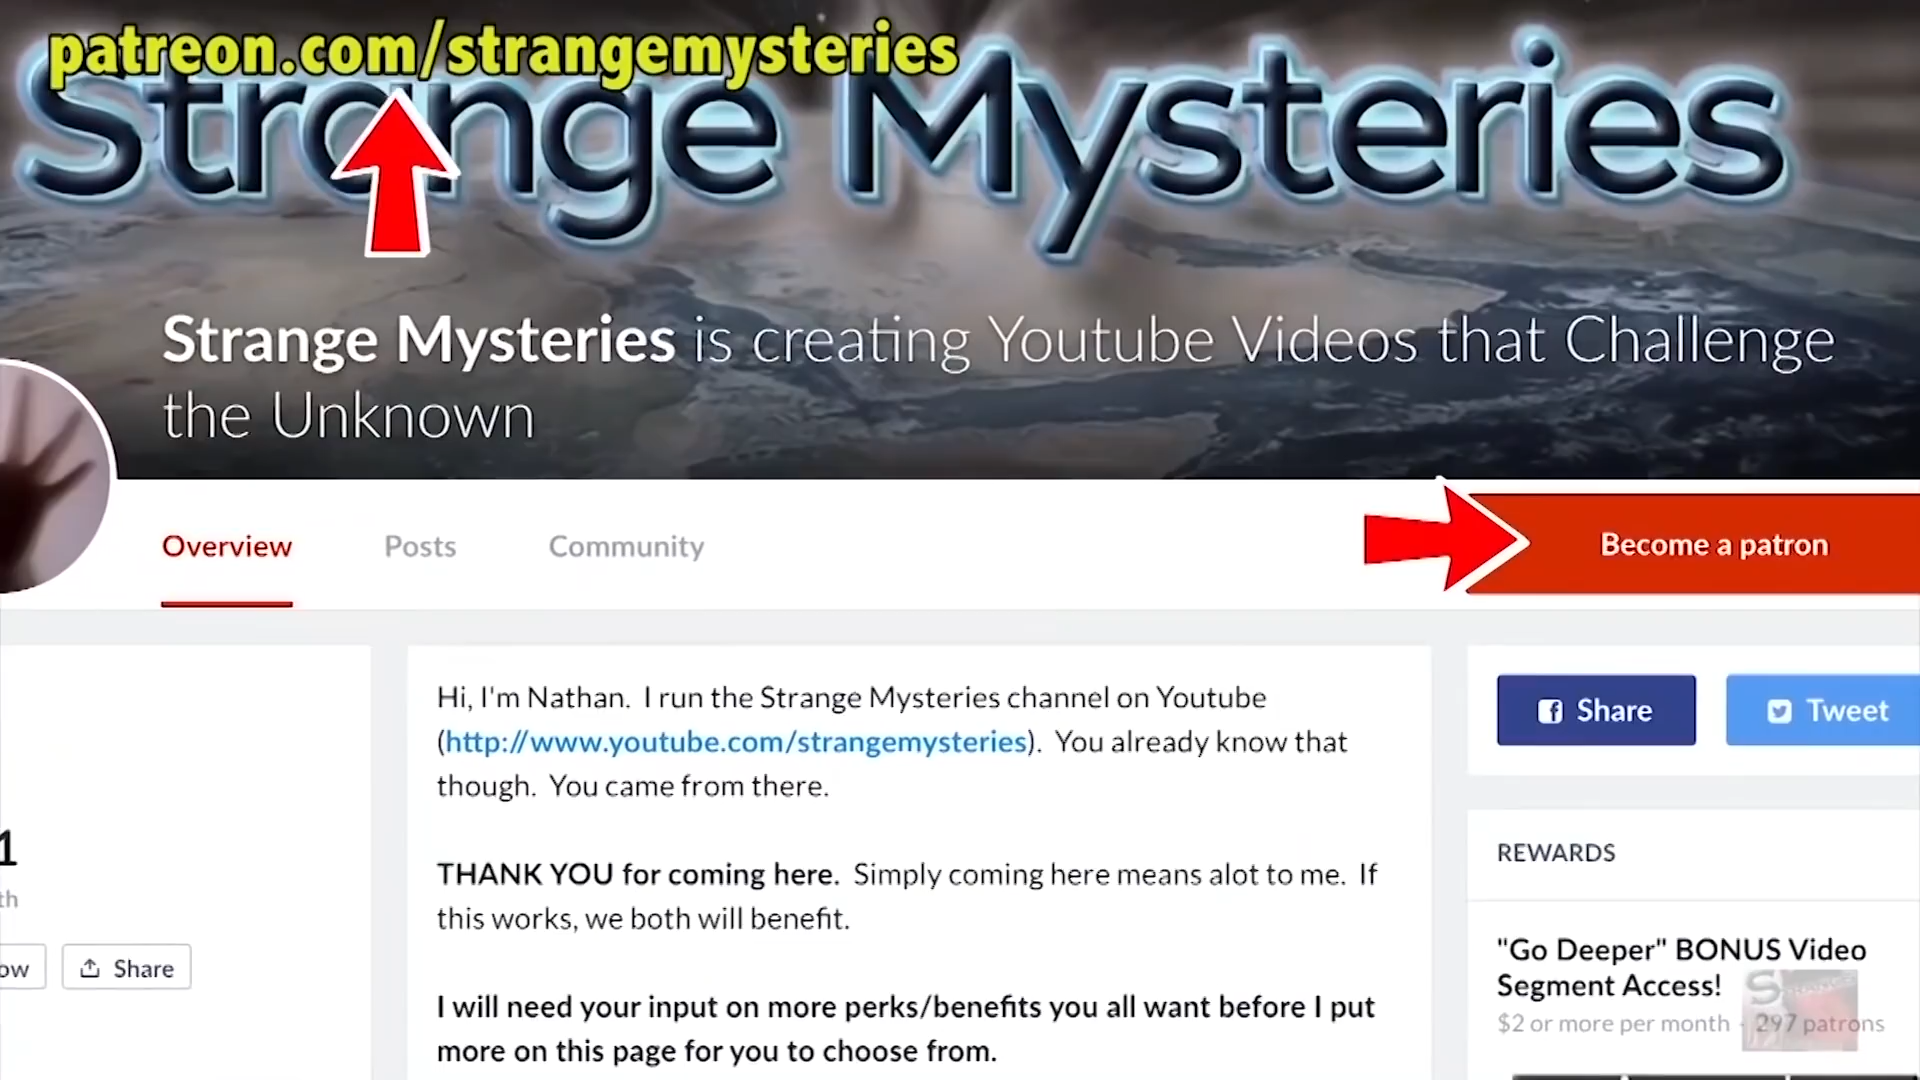 patreon.com/strangemysteries
Strange Mysteries
Strange Mysteries is creating Youtube Videos that Challenge
the Unknown
Overview
Posts
Community
Become a patron
Hi, I'm Nathan. I run the Strange Mysteries channel on Youtube
(http://www.youtube.com/strangemysteries). You already know that
though. You came from there.
THANK YOU for coming here. Simply coming here means alot to me. If
this works, we both will benefit.
I will need your input on more perks/benefits you all want before I put
more on this page for you to choose from.
1
th
ow
Share
Share
Tweet
REWARDS
"Go Deeper" BONUS Video
Segment Access!
$2 or more per month · 297 patrons